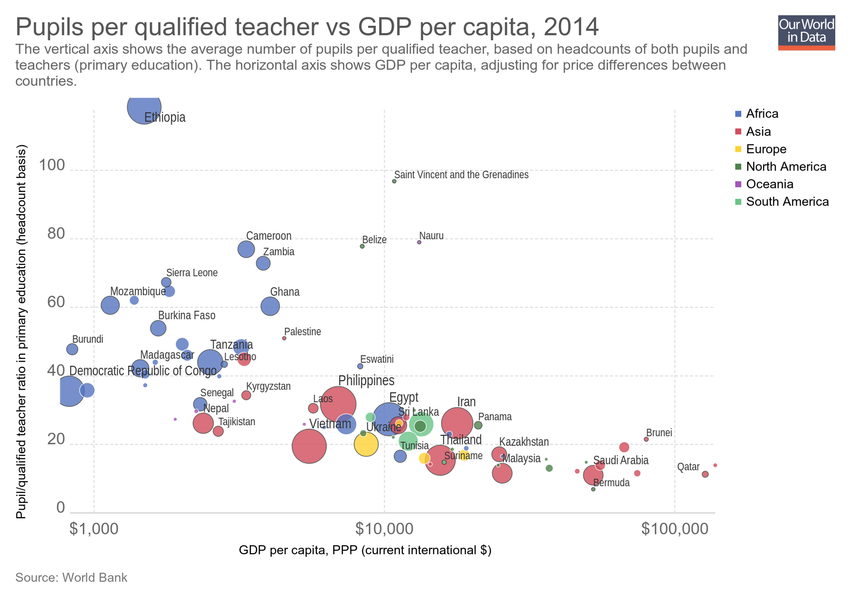 Pupils per qualified teacher vs GDP per capita, 2014
Our World
in Data
The vertical axis shows the average number of pupils per qualified teacher, based on headcounts of both pupils and
teachers (primary education). The horizontal axis shows GDP per capita, adjusting for price differences between
countries.
Pupil/qualified teacher ratio in primary education (headcount basis)
100
80
60
40
20
0
Ethiopia
Saint Vincent and the Grenadines
Cameroon
Belize
Nauru
Zambia
Sierra Leone
Mozambique
Ghana
Burkina Faso
Palestine
Burundi
Tanzania
Madagascar
Lesotho
Eswatini
Democratic Republic of Congo
Philippines
Senegal
Kyrgyzstan
Laos
Egypt
Iran
Nepal
Sri Lanka
Panama
Tajikistan
Vietnam
Ukraine
Tunisia
Thailand
Kazakhstan
Brunei
Suriname
Malaysia
Saudi Arabia
Qatar
Bermuda
$1,000
$10,000
$100,000
GDP per capita, PPP (current international $)
Africa
Asia
Europe
North America
Oceania
South America
Source: World Bank